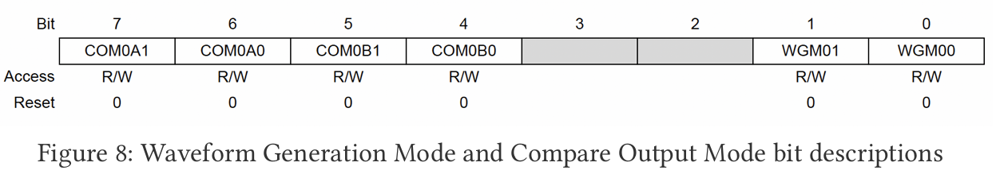 Bit 7 6 5 4 3 2 1 0
COM0A1 COM0A0 COM0B1 COM0B0 WGM01 WGM00
Access R/W R/W R/W R/W R/W R/W
Reset 0 0 0 0 0 0
Figure 8: Waveform Generation Mode and Compare Output Mode bit descriptions